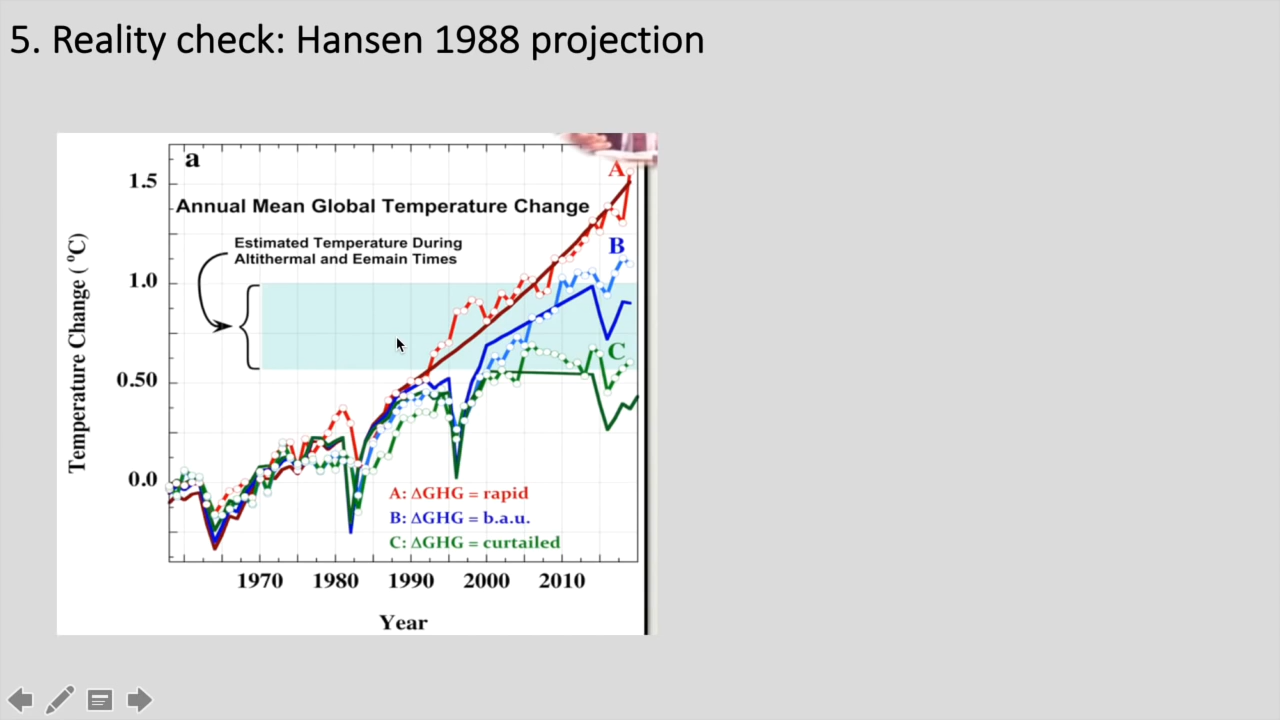 5. Reality check: Hansen 1988 projection
a
A
1.5
Annual Mean Global Temperature Change
B
Estimated Temperature During
Altithermal and Eemain Times
1.0
C
0.50
0.0
Temperature Change ( °C)
A: ΔGHG = rapid
B: ΔGHG = b.a.u.
C: ΔGHG = curtailed
1970 1980 1990 2000 2010
Year